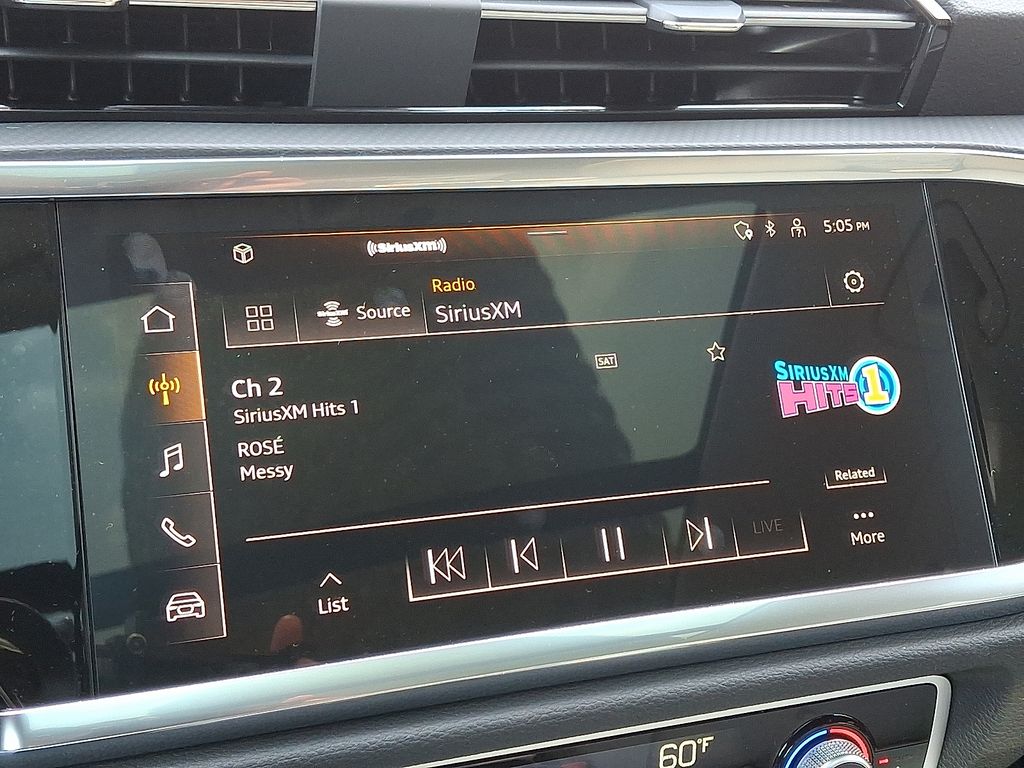 SiriusXM
5:05 PM
Radio
Source
SiriusXM
SAT
Ch 2
SiriusXM Hits 1
SIRIUSXM
HITS 1
ROSÉ
Messy
Related
LIVE
More
List
60°F